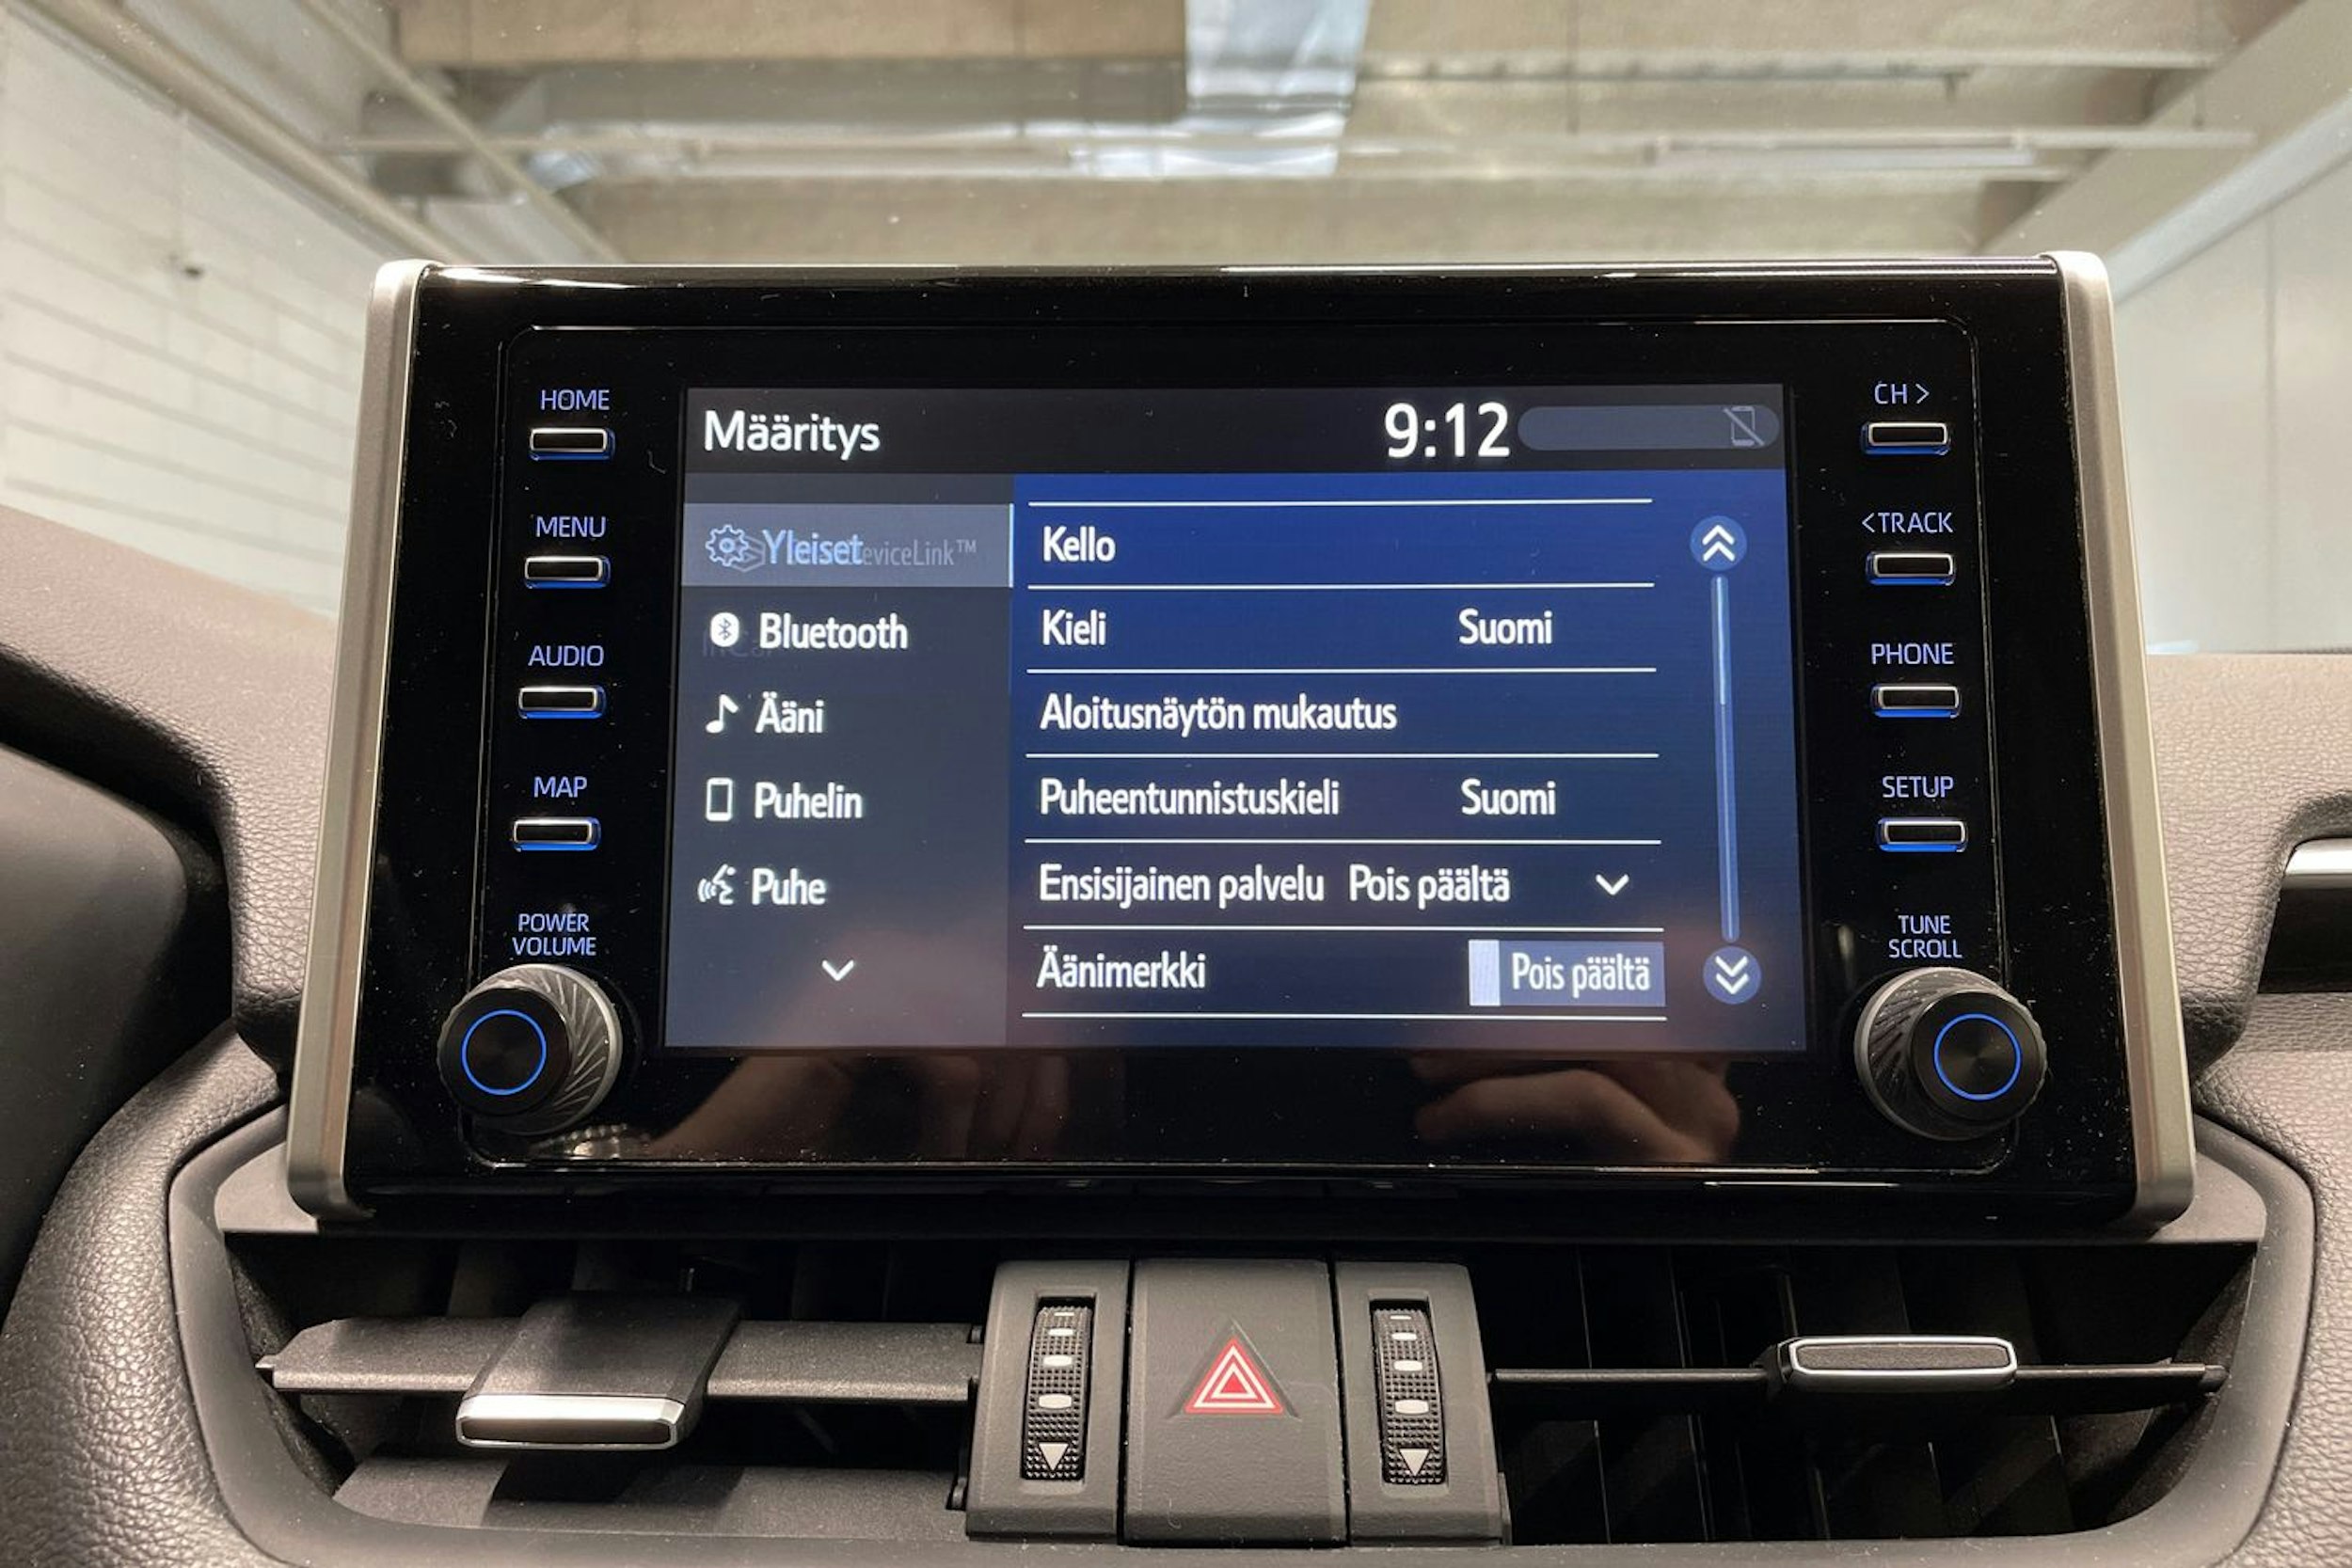 HOME
MENU
AUDIO
MAP
POWER
VOLUME
Määritys
9:12
Yleiset
Bluetooth
Ääni
Puhelin
Puhe
Kello
Kieli Suomi
Aloitusnäytön mukautus
Puheentunnistuskieli Suomi
Ensisijainen palvelu Pois päältä
Äänimerkki Pois päältä
CH >
<TRACK
PHONE
SETUP
TUNE
SCROLL